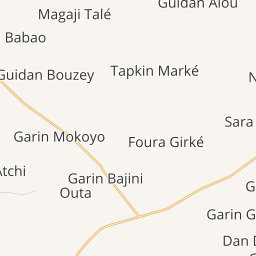 Guidan Alou
Magaji Talé
Babao
Guidan Bouzey
Tapkin Marké
Sara
Garin Mokoyo
Foura Girké
Atchi
Garin Bajini
Outa
Garin G
Dan D